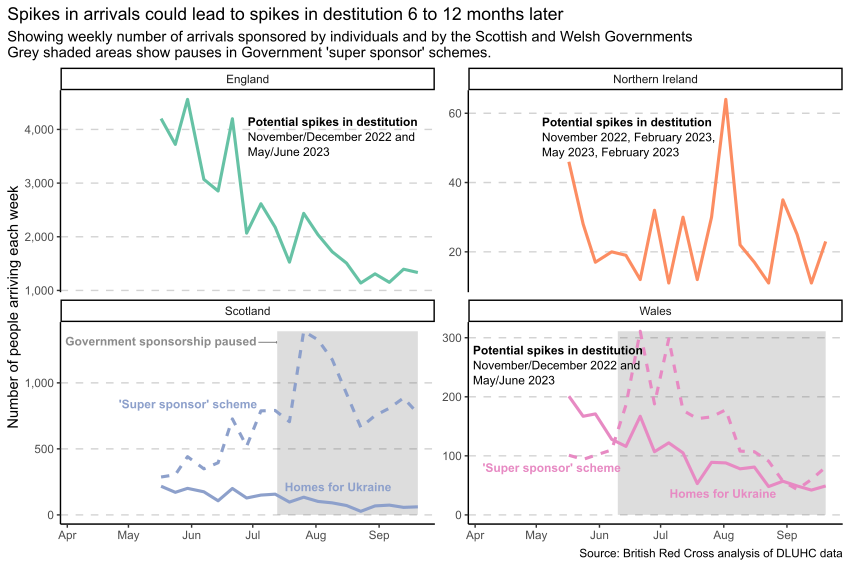 Spikes in arrivals could lead to spikes in destitution 6 to 12 months later
Showing weekly number of arrivals sponsored by individuals and by the Scottish and Welsh Governments
Grey shaded areas show pauses in Government 'super sponsor' schemes.
Number of people arriving each week
England
4,000
3,000
2,000
1,000
Potential spikes in destitution
November/December 2022 and
May/June 2023
Northern Ireland
60
40
20
Potential spikes in destitution
November 2022, February 2023,
May 2023, February 2023
Scotland
1,000
500
0
Government sponsorship paused
'Super sponsor' scheme
Homes for Ukraine
Apr
May
Jun
Jul
Aug
Sep
Wales
300
200
100
0
Potential spikes in destitution
November/December 2022 and
May/June 2023
'Super sponsor' scheme
Homes for Ukraine
Apr
May
Jun
Jul
Aug
Sep
Source: British Red Cross analysis of DLUHC data